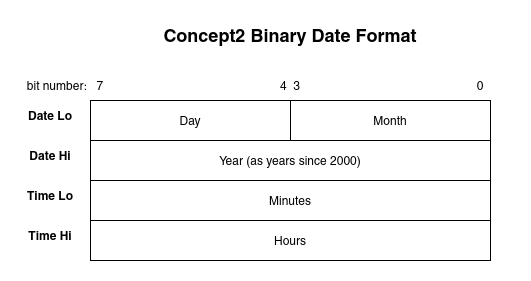 Concept2 Binary Date Format
bit number: 7 4 3 0
Date Lo Day Month
Date Hi Year (as years since 2000)
Time Lo Minutes
Time Hi Hours